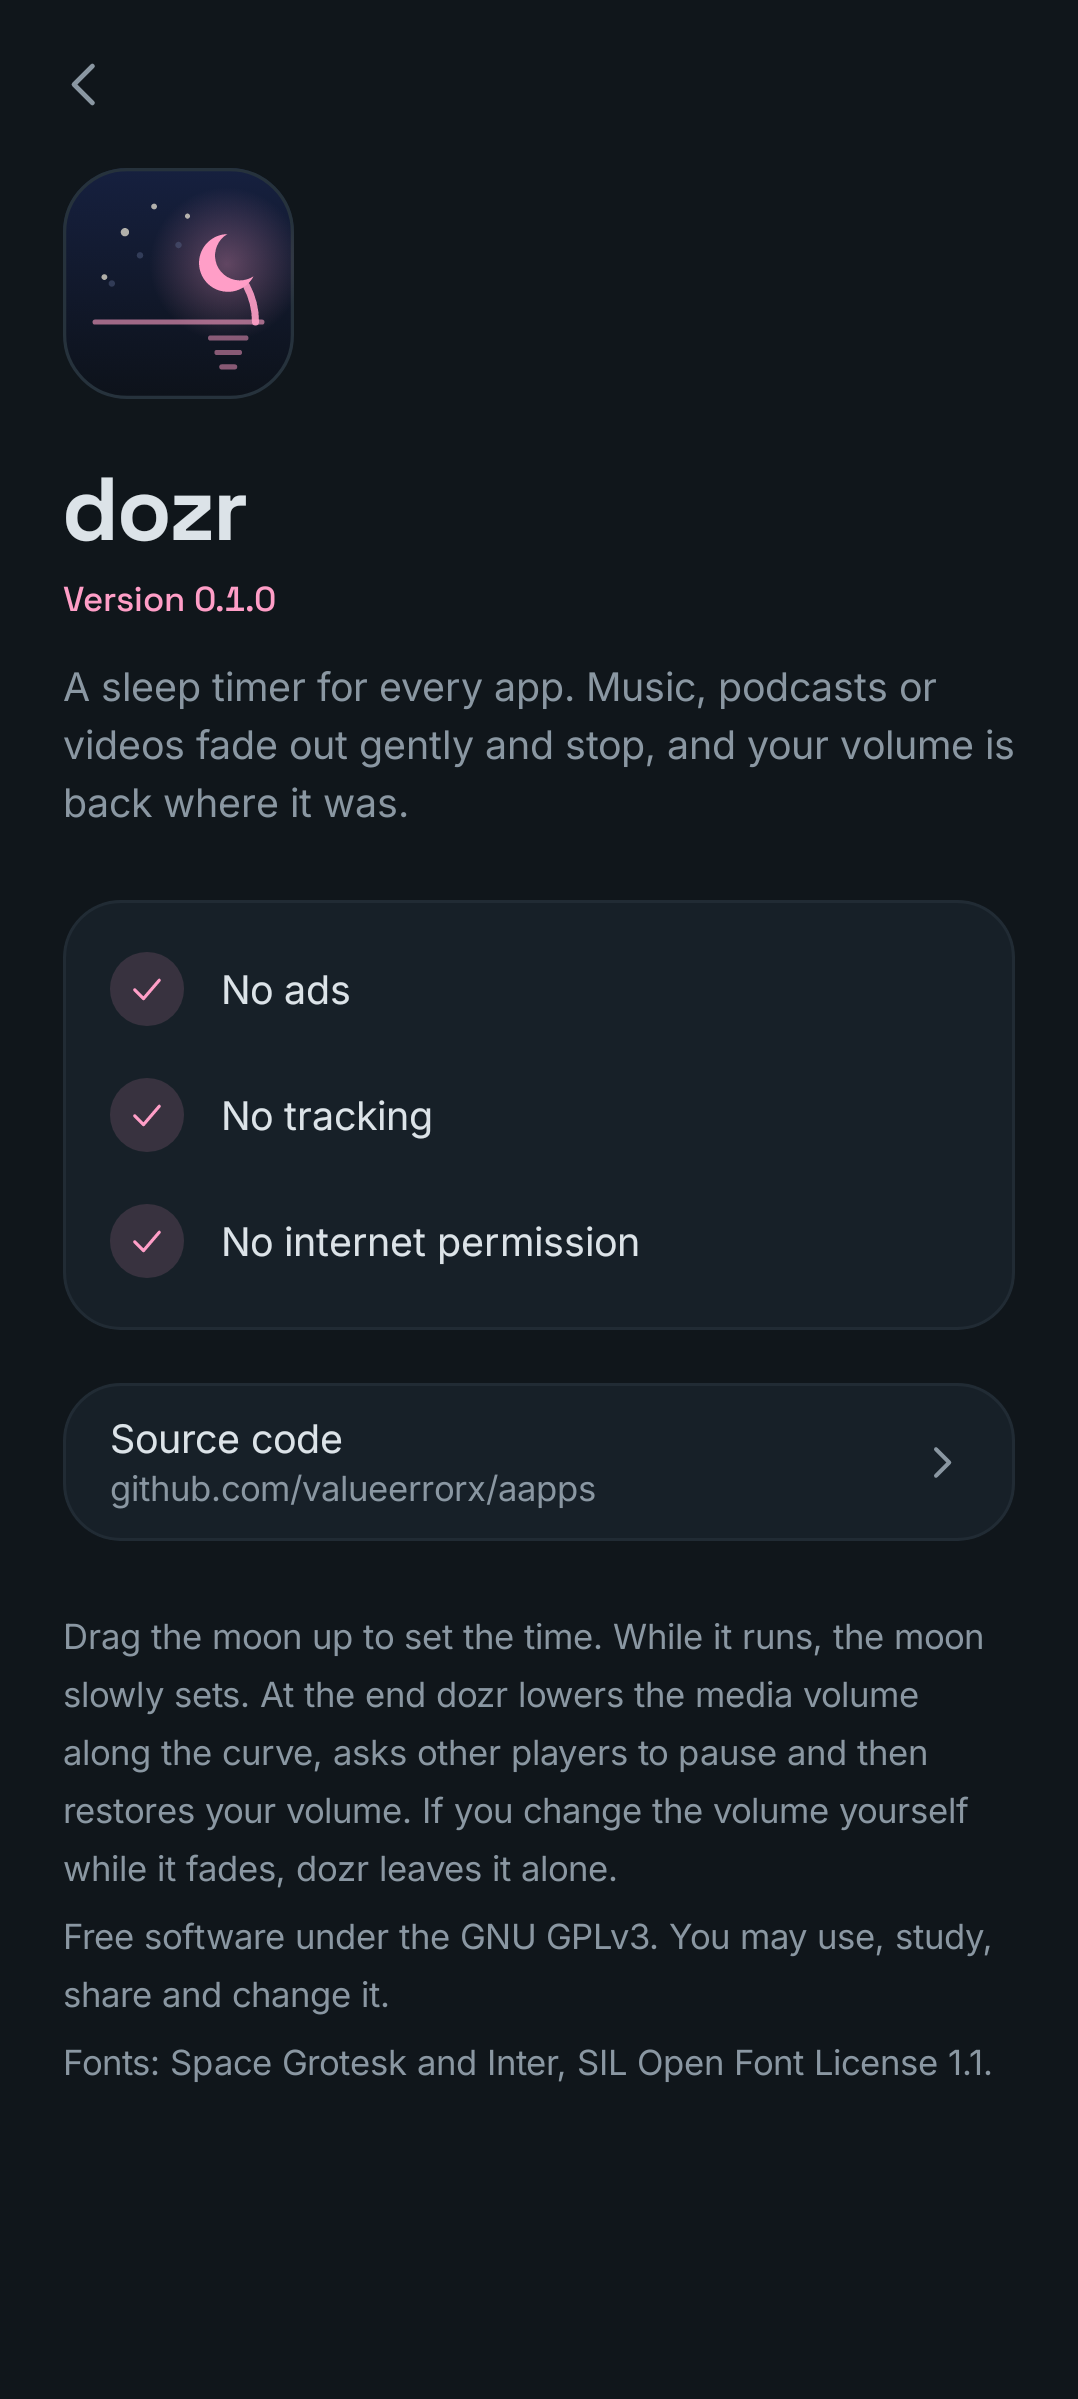 dozr
Version 0.1.0
A sleep timer for every app. Music, podcasts or
videos fade out gently and stop, and your volume is
back where it was.
No ads
No tracking
No internet permission
Source code
github.com/valueerrorx/aapps
Drag the moon up to set the time. While it runs, the moon
slowly sets. At the end dozr lowers the media volume
along the curve, asks other players to pause and then
restores your volume. If you change the volume yourself
while it fades, dozr leaves it alone.
Free software under the GNU GPLv3. You may use, study,
share and change it.
Fonts: Space Grotesk and Inter, SIL Open Font License 1.1.